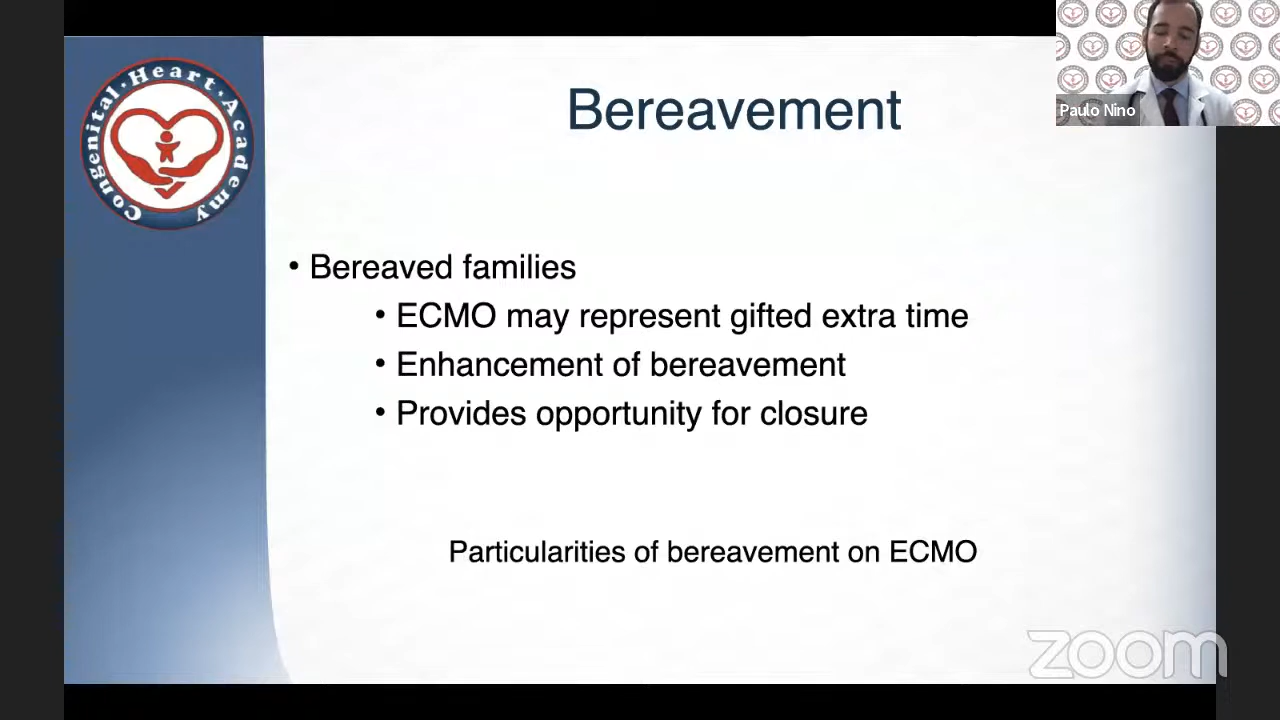 Congenital · Heart · Academy
Bereavement
Paulo Nino
• Bereaved families
• ECMO may represent gifted extra time
• Enhancement of bereavement
• Provides opportunity for closure
Particularities of bereavement on ECMO
zoom